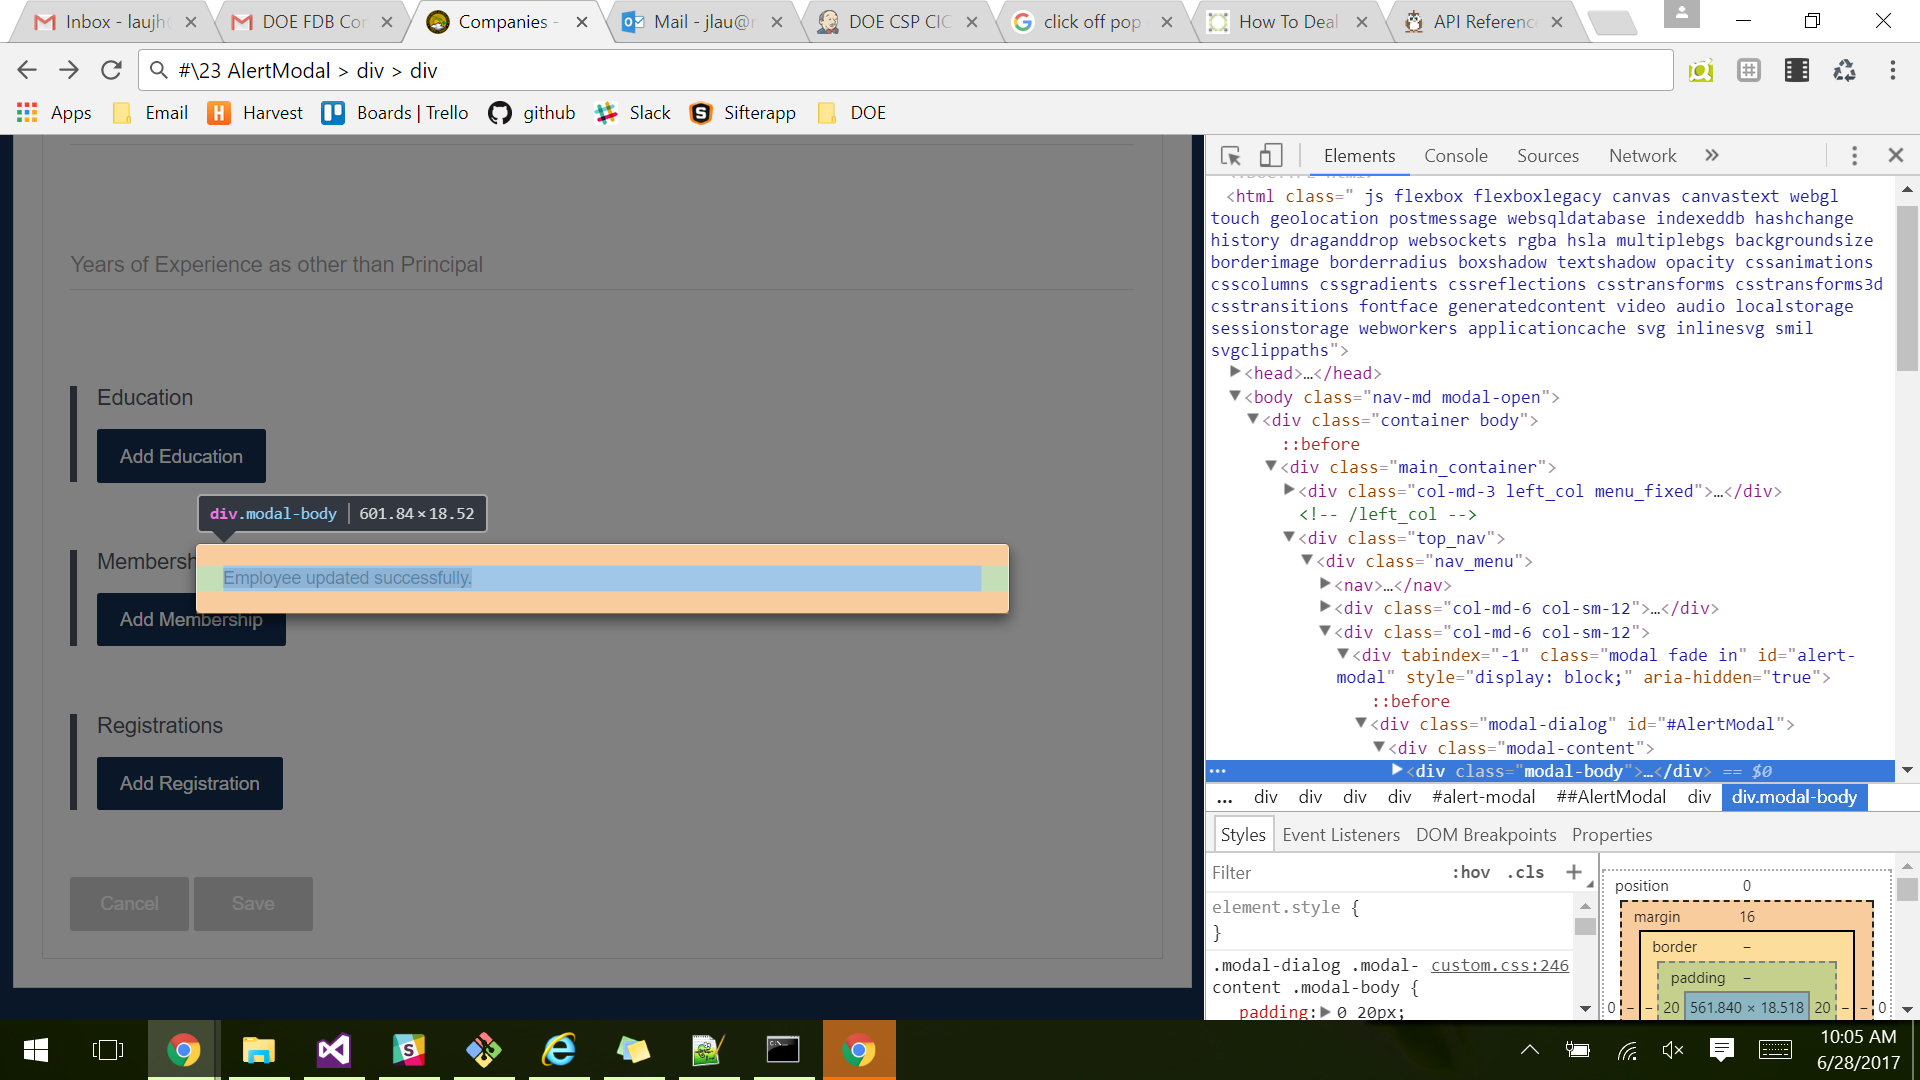 Inbox - laujh
DOE FDB Cor
Companies -
Mail - jlau@
DOE CSP CIC
click off pop
How To Deal
API Referenc
#\23 AlertModal > div > div
Apps
Email
Harvest
Boards | Trello
github
Slack
Sifterapp
DOE
Years of Experience as other than Principal
Education
Add Education
div.modal-body
601.84 × 18.52
Employee updated successfully.
Add Membership
Registrations
Add Registration
Cancel
Save
Elements
Console
Sources
Network
»
<html class=" js flexbox flexboxlegacy canvas canvastext webgl
touch geolocation postmessage websqldatabase indexeddb hashchange
history draganddrop websockets rgba hsla multiplebgs backgroundsize
borderimage borderradius boxshadow textshadow opacity cssanimations
csscolumns cssgradients cssreflections csstransforms csstransforms3d
csstransitions fontface generatedcontent video audio localstorage
sessionstorage webworkers applicationcache svg inlinesvg smil
svgclippaths">
<head>…</head>
<body class="nav-md modal-open">
<div class="container body">
::before
<div class="main_container">
<div class="col-md-3 left_col menu_fixed">…</div>
<!-- /left_col -->
<div class="top_nav">
<div class="nav_menu">
<nav>…</nav>
<div class="col-md-6 col-sm-12">…</div>
<div class="col-md-6 col-sm-12">
<div tabindex="-1" class="modal fade in" id="alert-
modal" style="display: block;" aria-hidden="true">
::before
<div class="modal-dialog" id="#AlertModal">
<div class="modal-content">
<div class="modal-body">…</div> == $0
... div div div div #alert-modal ##AlertModal div div.modal-body
Styles
Event Listeners
DOM Breakpoints
Properties
Filter
:hov
.cls
+
element.style {
}
.modal-dialog .modal- custom.css:246
content .modal-body {
padding: 0 20px;
position 0
margin 16
border –
padding –
0 – – 20 561.840 × 18.518 20 – – 0
10:05 AM
6/28/2017